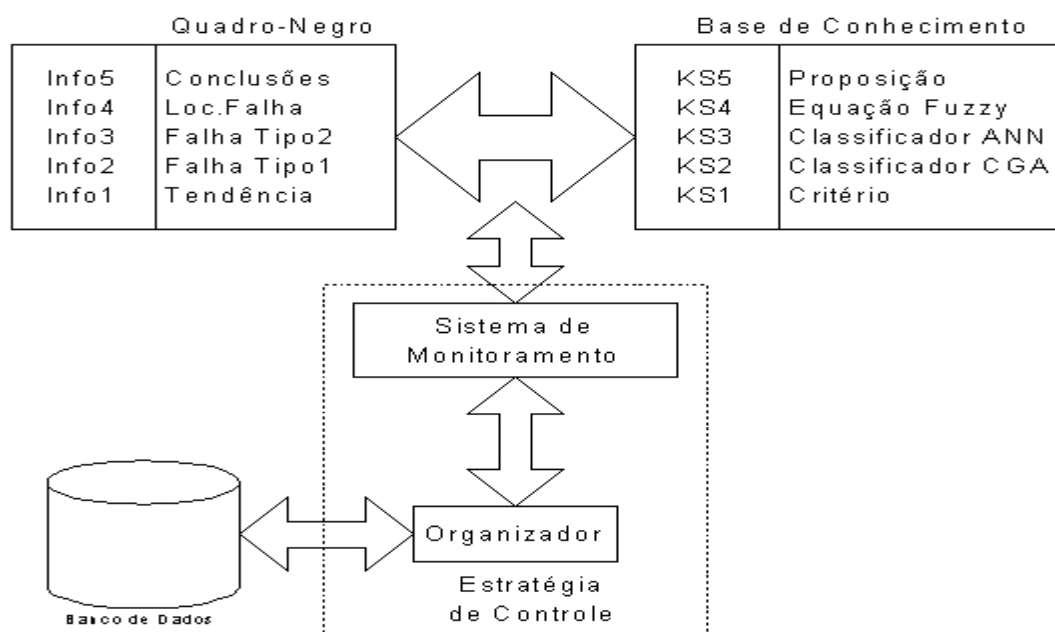 Quadro-Negro
Info5 Conclusões
Info4 Loc.Falha
Info3 Falha Tipo2
Info2 Falha Tipo1
Info1 Tendência
Base de Conhecimento
KS5 Proposição
KS4 Equação Fuzzy
KS3 Classificador ANN
KS2 Classificador CGA
KS1 Critério
Sistema de
Monitoramento
Organizador
Estratégia
de Controle
Banco de Dados